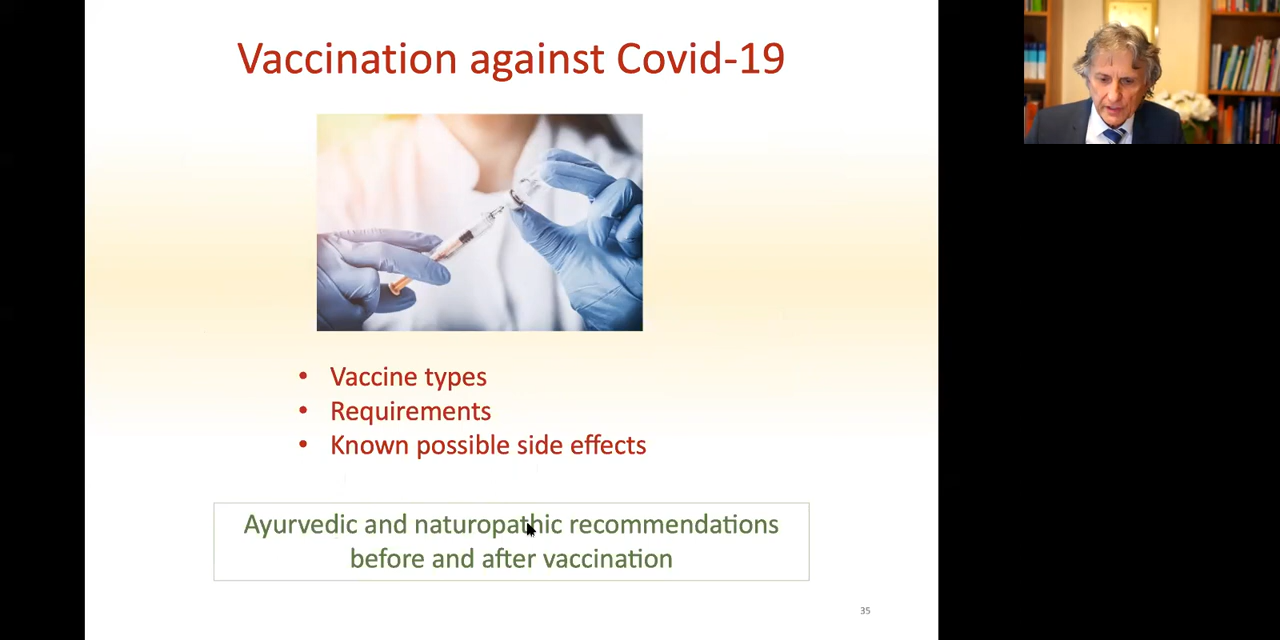 Vaccination against Covid-19
• Vaccine types
• Requirements
• Known possible side effects
Ayurvedic and naturopathic recommendations
before and after vaccination
35